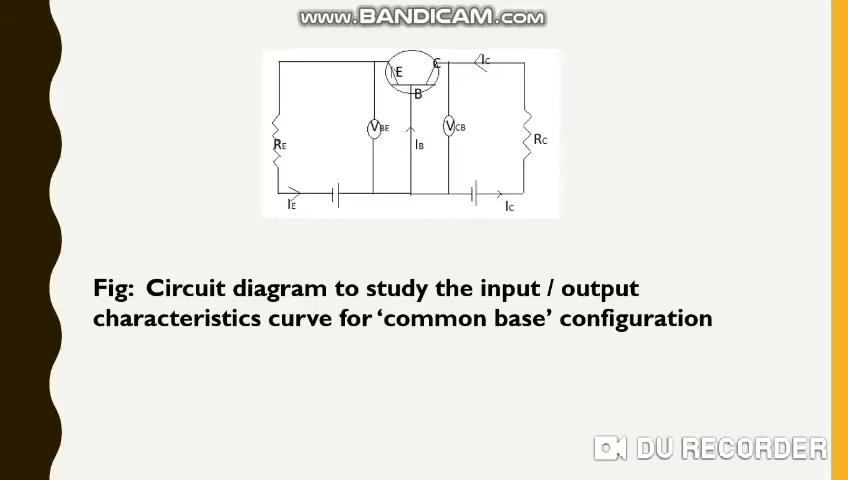 www.BANDICAM.com
E
C
Ic
B
VBE
VCB
RE
IB
RC
IE
IC
Fig: Circuit diagram to study the input / output
characteristics curve for ‘common base’ configuration
DU RECORDER